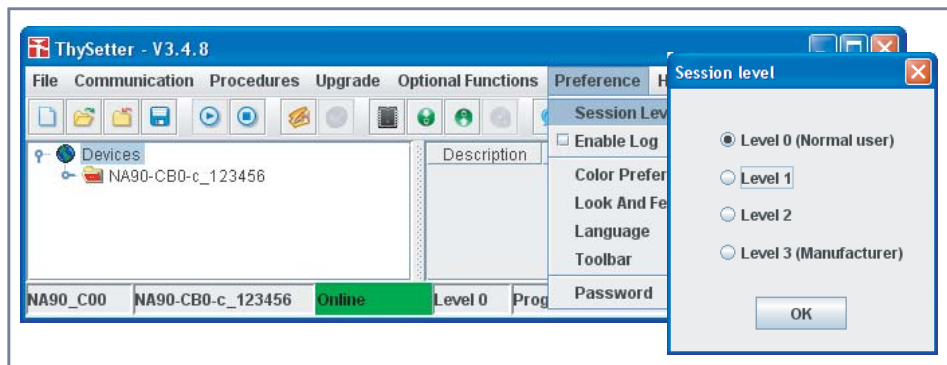 ThySetter - V3.4.8
File Communication Procedures Upgrade Optional Functions Preference H
Session Lev
Enable Log
Color Prefer
Look And Fe
Language
Toolbar
Password
Devices
NA90-CB0-c_123456
Description
NA90_C00 NA90-CB0-c_123456 Online Level 0 Prog
Session level
Level 0 (Normal user)
Level 1
Level 2
Level 3 (Manufacturer)
OK